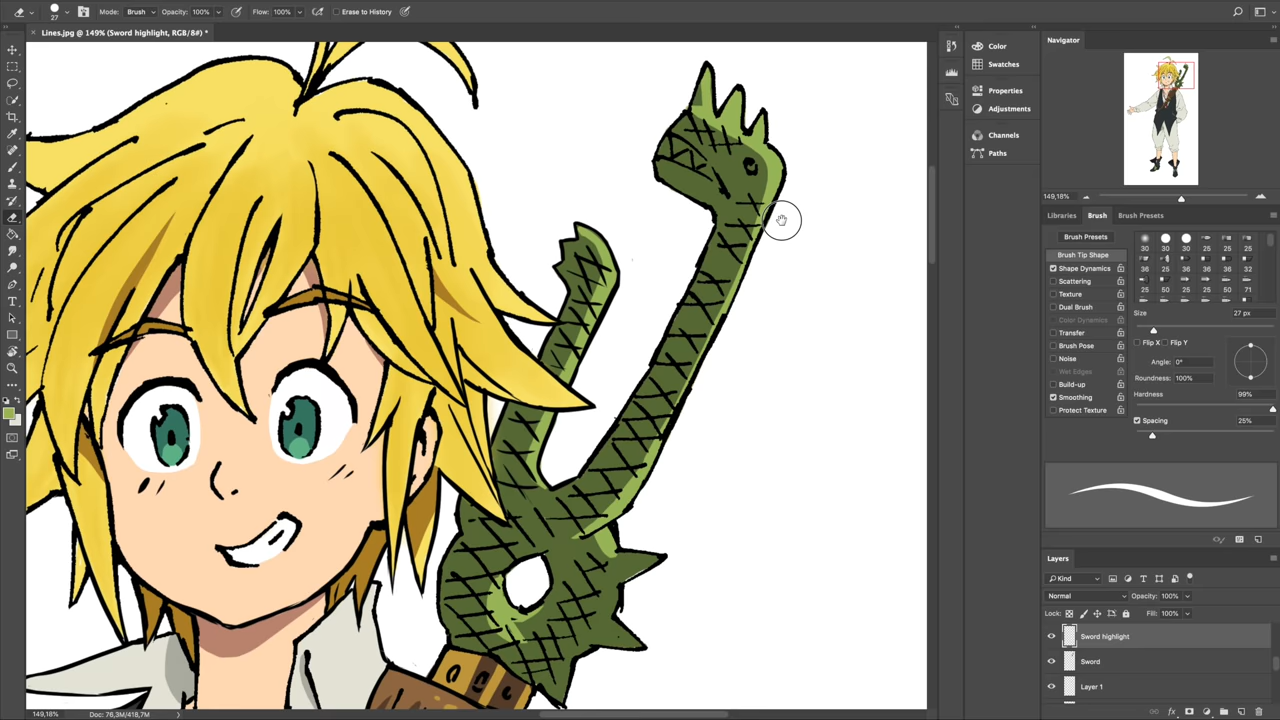 27
Mode: Brush Opacity: 100% Flow: 100% Erase to History
× Lines.jpg @ 149% (Sword highlight, RGB/8#) *
Color
Swatches
Properties
Adjustments
Channels
Paths
Navigator
149,18%
Libraries Brush Brush Presets
Brush Presets
Brush Tip Shape
Shape Dynamics
Scattering
Texture
Dual Brush
Color Dynamics
Transfer
Brush Pose
Noise
Wet Edges
Build-up
Smoothing
Protect Texture
30 30 30 25 25 25
36 25 36 36 36 32
25 50 25 25 50 71
Size 27 px
Flip X Flip Y
Angle: 0°
Roundness: 100%
Hardness 99%
Spacing 25%
Layers
Kind
Normal Opacity: 100%
Lock: Fill: 100%
Sword highlight
Sword
Layer 1
149,18% Doc: 76,3M/418,7M